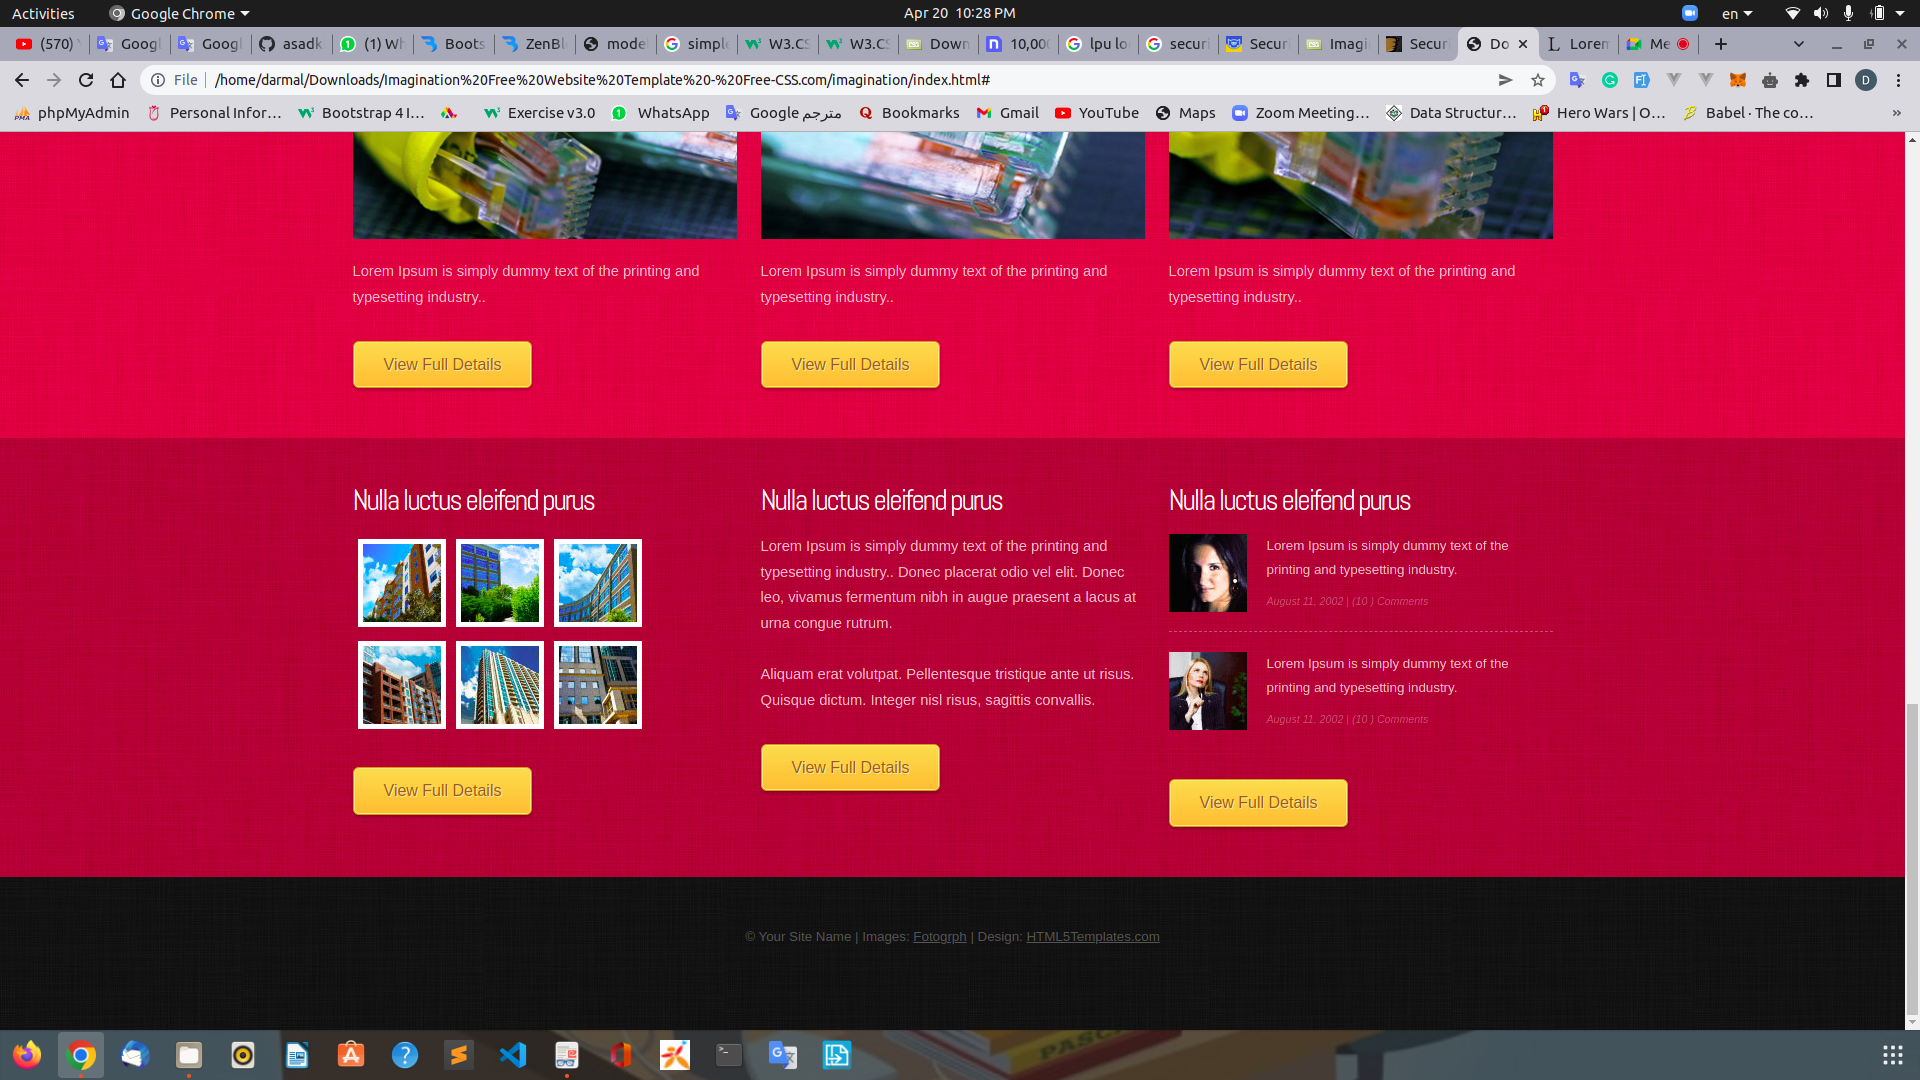 Activities
Google Chrome
Apr 20 10:28 PM
en
(570)
Googl
Googl
asadk
(1) Wh
Boots
ZenBl
mode
simple
W3.CS
W3.CS
Down
10,000
lpu lo
securi
Securi
Imagi
Secur
Do
Lorem
Me
File
/home/darmal/Downloads/Imagination%20Free%20Website%20Template%20-%20Free-CSS.com/imagination/index.html#
D
phpMyAdmin
Personal Infor…
Bootstrap 4 I…
Exercise v3.0
WhatsApp
Google مترجم
Bookmarks
Gmail
YouTube
Maps
Zoom Meeting…
Data Structur…
Hero Wars | O…
Babel · The co…
»
Lorem Ipsum is simply dummy text of the printing and
typesetting industry..
View Full Details
Lorem Ipsum is simply dummy text of the printing and
typesetting industry..
View Full Details
Lorem Ipsum is simply dummy text of the printing and
typesetting industry..
View Full Details
Nulla luctus eleifend purus
View Full Details
Nulla luctus eleifend purus
Lorem Ipsum is simply dummy text of the printing and
typesetting industry.. Donec placerat odio vel elit. Donec
leo, vivamus fermentum nibh in augue praesent a lacus at
urna congue rutrum.
Aliquam erat volutpat. Pellentesque tristique ante ut risus.
Quisque dictum. Integer nisl risus, sagittis convallis.
View Full Details
Nulla luctus eleifend purus
Lorem Ipsum is simply dummy text of the
printing and typesetting industry.
August 11, 2002 | (10 ) Comments
Lorem Ipsum is simply dummy text of the
printing and typesetting industry.
August 11, 2002 | (10 ) Comments
View Full Details
© Your Site Name | Images: Fotogrph | Design: HTML5Templates.com
PASC